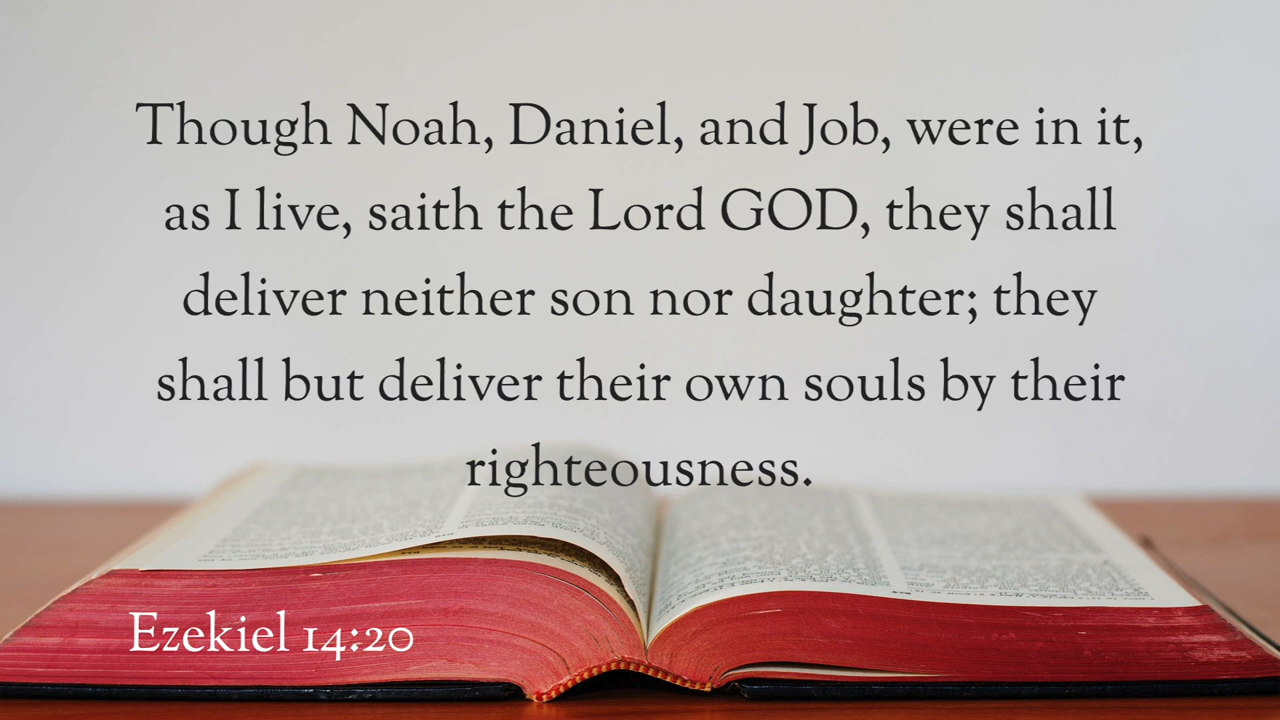 Though Noah, Daniel, and Job, were in it,
as I live, saith the Lord GOD, they shall
deliver neither son nor daughter; they
shall but deliver their own souls by their
righteousness.
Ezekiel 14:20